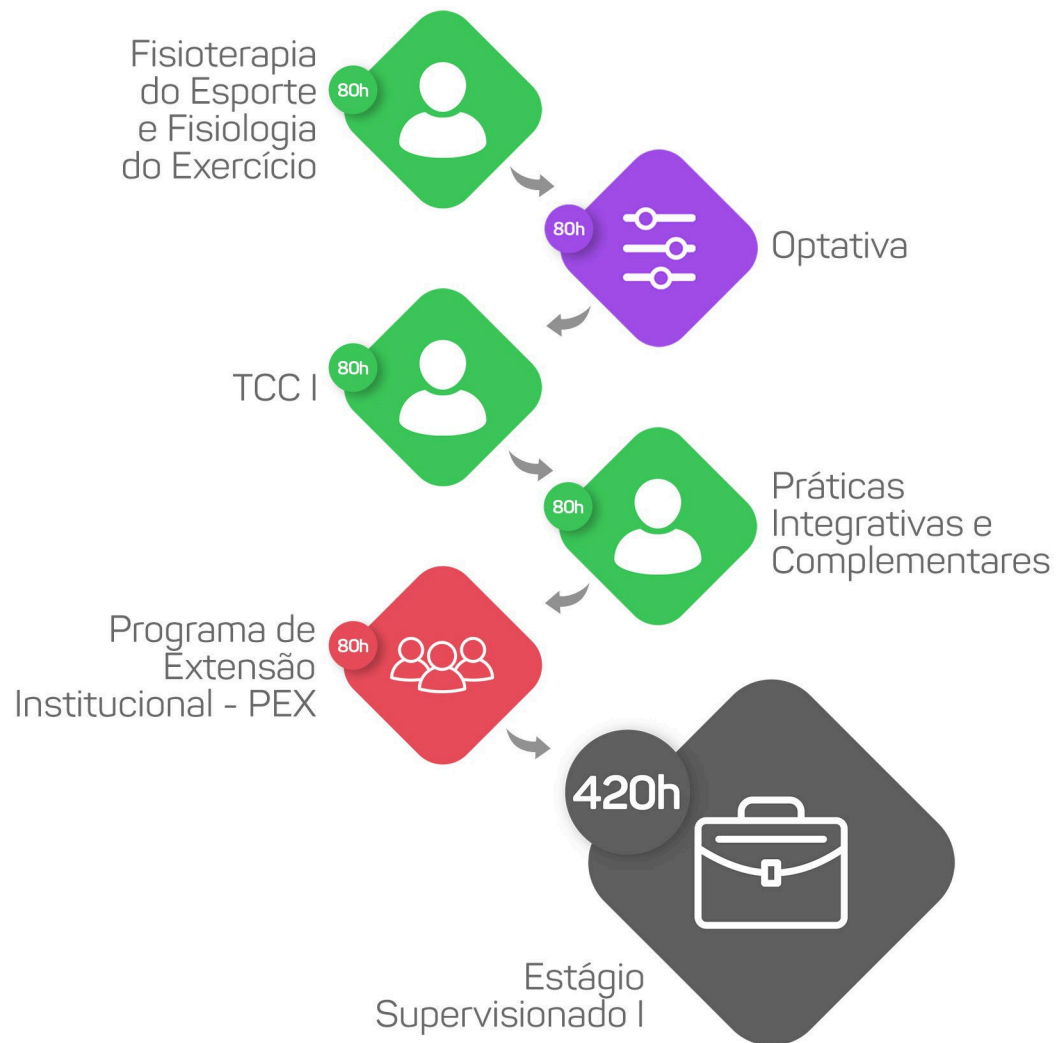 Fisioterapia
do Esporte
e Fisiologia
do Exercício
80h
80h
Optativa
TCC I
80h
80h
Práticas
Integrativas e
Complementares
Programa de
Extensão
Institucional - PEX
80h
420h
Estágio
Supervisionado I